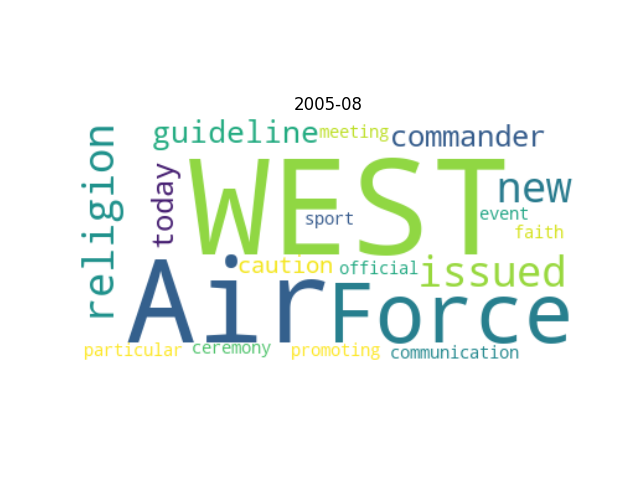 2005-08
religion
guideline
meeting
commander
today
WEST
sport
new
event
faith
caution
official
issued
Air
Force
particular
ceremony
promoting
communication